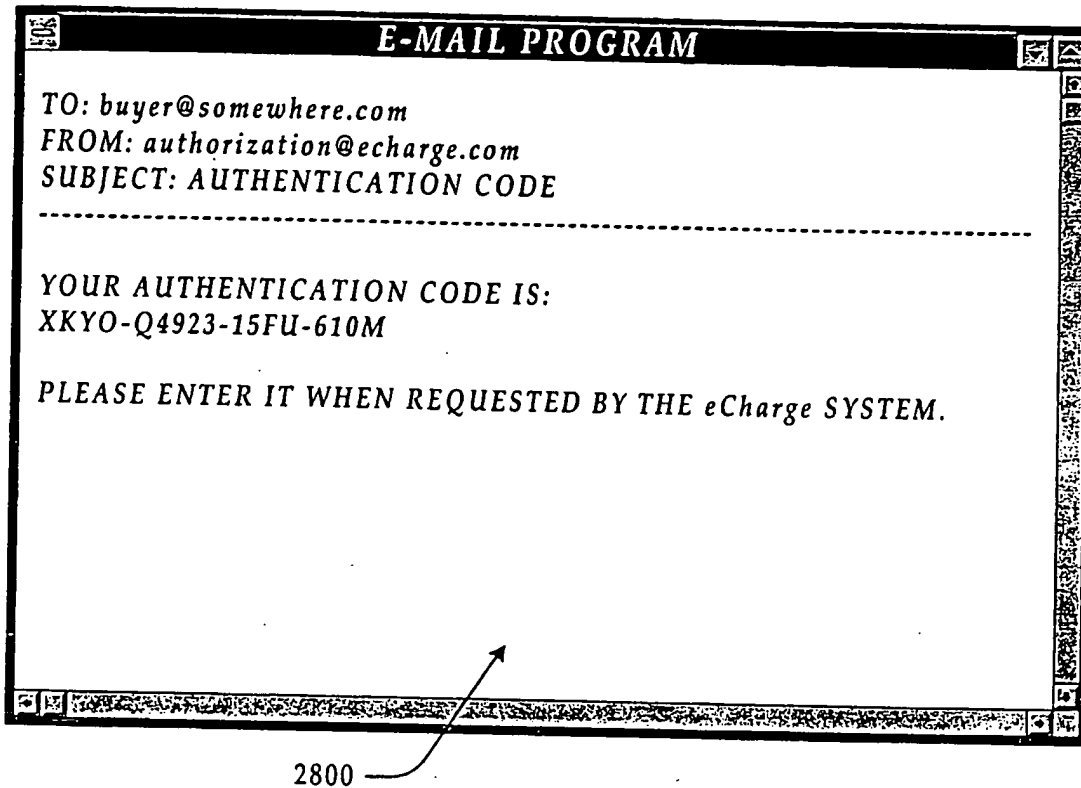 E-MAIL PROGRAM
TO: buyer@somewhere.com
FROM: authorization@echarge.com
SUBJECT: AUTHENTICATION CODE
YOUR AUTHENTICATION CODE IS:
XKYO-Q4923-15FU-610M
PLEASE ENTER IT WHEN REQUESTED BY THE eCharge SYSTEM.
2800